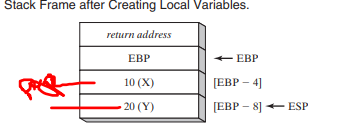 Stack Frame after Creating Local Variables.
return address
EBP ← EBP
10 (X) [EBP – 4]
20 (Y) [EBP – 8] ← ESP